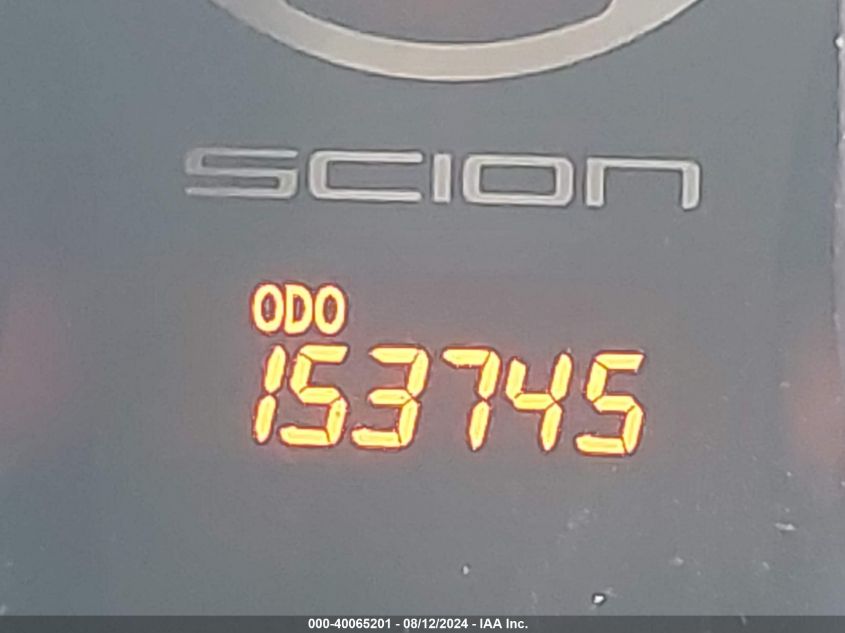 SCION
ODO
153745
000-40065201 - 08/12/2024 - IAA Inc.